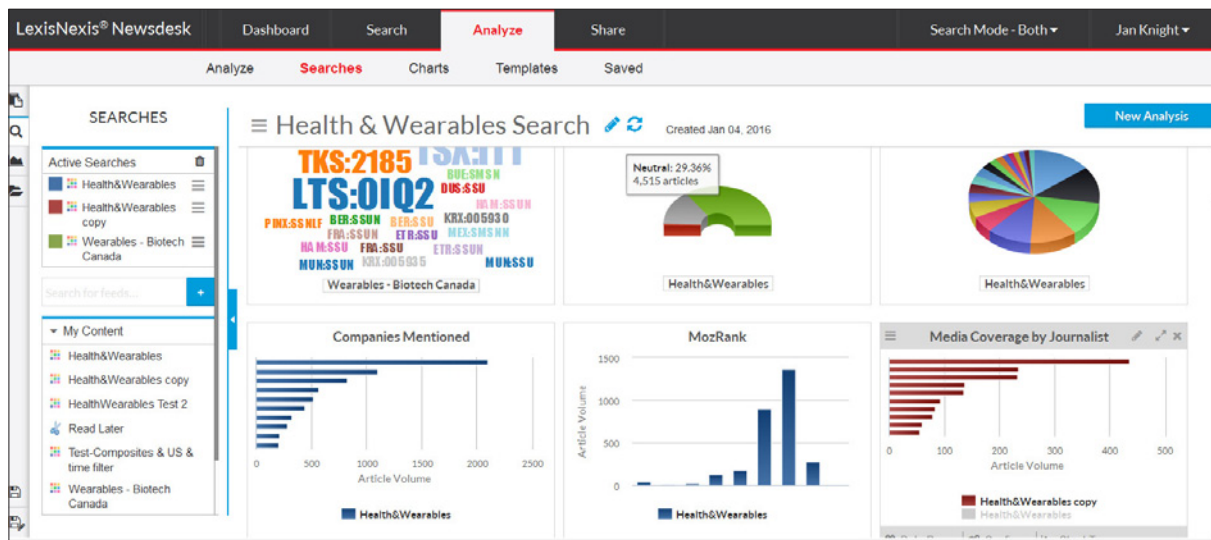 LexisNexis® Newsdesk
Dashboard
Search
Analyze
Share
Search Mode - Both
Jan Knight
Analyze
Searches
Charts
Templates
Saved
SEARCHES
Active Searches
Health&Wearables
Health&Wearables
copy
Wearables - Biotech
Canada
Search for feeds...
+
My Content
Health&Wearables
Health&Wearables copy
HealthWearables Test 2
Read Later
Test-Composites & US &
time filter
Wearables - Biotech
Canada
Health & Wearables Search
Created Jan 04, 2016
New Analysis
TKS:2185
LTS:0IQ2
BUE:SMSN
DUS:SSU
HAM:SSUN
PINX:SSNLF
BER:SSUN
BER:SSU
KRX:005930
FRA:SSUN
ETR:SSU
MEX:SMSNN
HAM:SSU
FRA:SSU
ETR:SSUN
MUN:SSUN
KRX:005935
MUN:SSU
Wearables - Biotech Canada
Neutral: 29.36%
4,515 articles
Health&Wearables
Health&Wearables
Companies Mentioned
0 500 1000 1500 2000 2500
Article Volume
Health&Wearables
MozRank
1500
1000
500
0
Article Volume
Health&Wearables
Media Coverage by Journalist
0 100 200 300 400 500
Article Volume
Health&Wearables copy
Health&Wearables